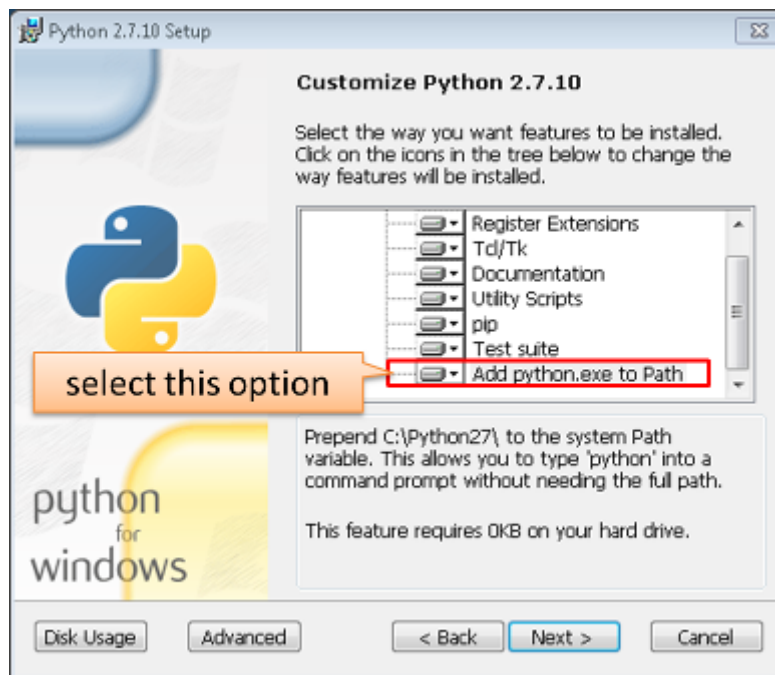 Python 2.7.10 Setup
Customize Python 2.7.10
Select the way you want features to be installed.
Click on the icons in the tree below to change the
way features will be installed.
Register Extensions
Tcl/Tk
Documentation
Utility Scripts
pip
Test suite
Add python.exe to Path
select this option
Prepend C:\Python27\ to the system Path
variable. This allows you to type 'python' into a
command prompt without needing the full path.
This feature requires 0KB on your hard drive.
python
for
windows
Disk Usage
Advanced
< Back
Next >
Cancel